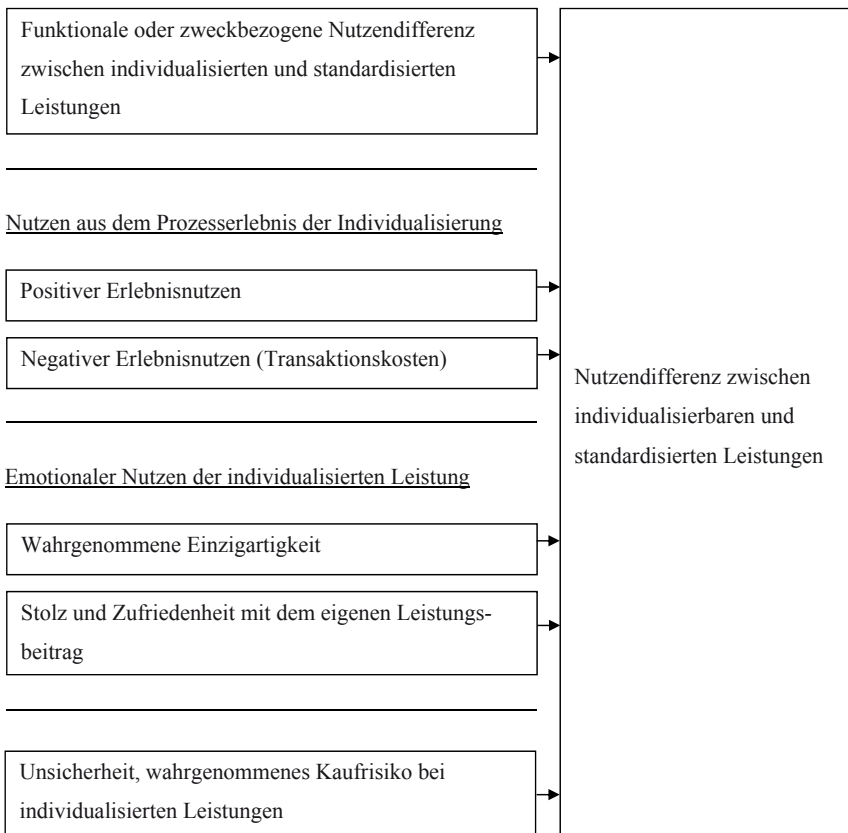 Funktionale oder zweckbezogene Nutzendifferenz
zwischen individualisierten und standardisierten
Leistungen
Nutzen aus dem Prozesserlebnis der Individualisierung
Positiver Erlebnisnutzen
Negativer Erlebnisnutzen (Transaktionskosten)
Emotionaler Nutzen der individualisierten Leistung
Wahrgenommene Einzigartigkeit
Stolz und Zufriedenheit mit dem eigenen Leistungs-
beitrag
Unsicherheit, wahrgenommenes Kaufrisiko bei
individualisierten Leistungen
Nutzendifferenz zwischen
individualisierbaren und
standardisierten Leistungen